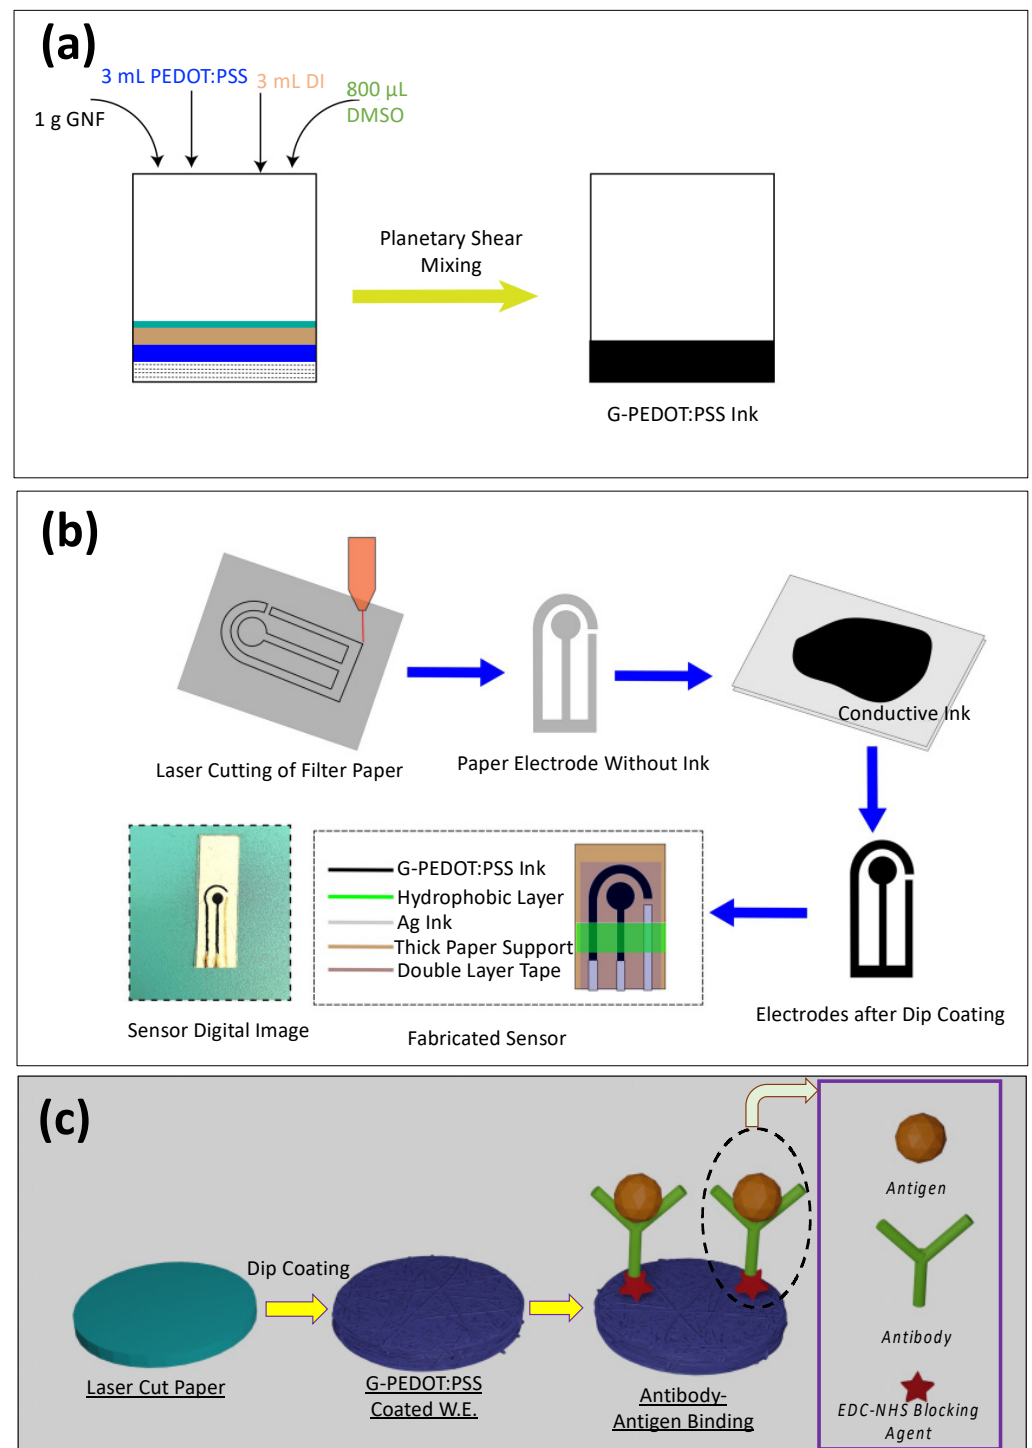 (a)
3 mL PEDOT:PSS
3 mL DI
800 µL
DMSO
1 g GNF
Planetary Shear
Mixing
G-PEDOT:PSS Ink
(b)
Laser Cutting of Filter Paper
Paper Electrode Without Ink
Conductive Ink
G-PEDOT:PSS Ink
Hydrophobic Layer
Ag Ink
Thick Paper Support
Double Layer Tape
Sensor Digital Image
Fabricated Sensor
Electrodes after Dip Coating
(c)
Dip Coating
Laser Cut Paper
G-PEDOT:PSS
Coated W.E.
Antibody-
Antigen Binding
Antigen
Antibody
EDC-NHS Blocking
Agent